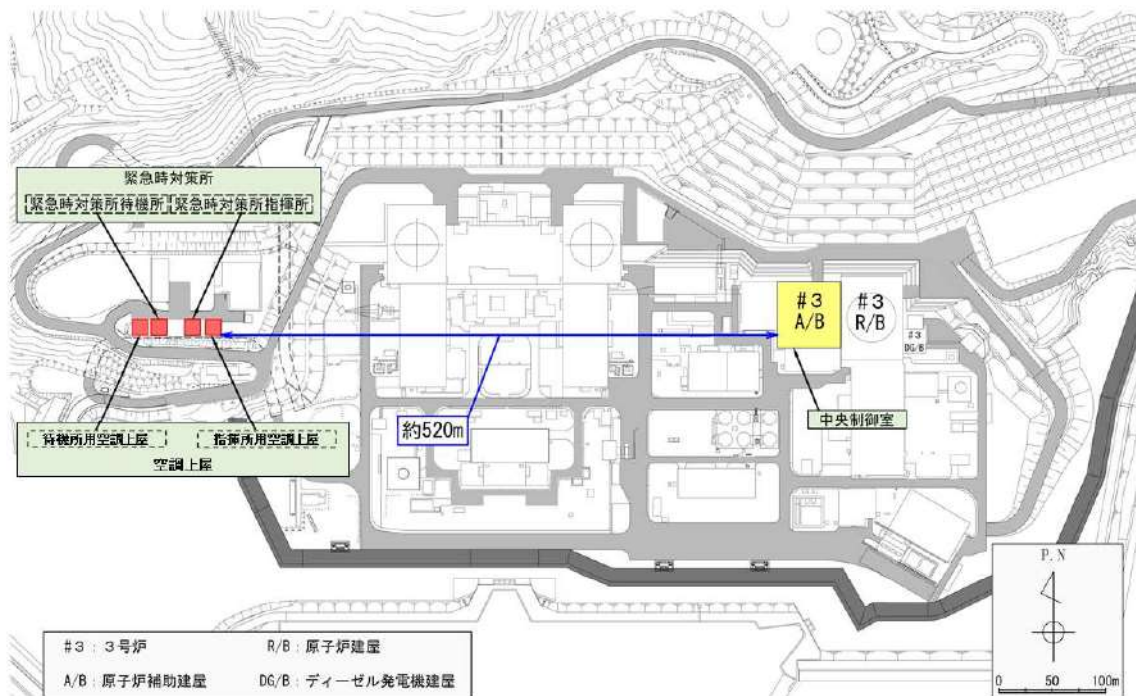 緊急時対策所
緊急時対策所待機所 緊急時対策所指揮所
#3
A/B
#3
R/B
#3
DG/B
約520m
中央制御室
待機所用空調上屋 指揮所用空調上屋
空調上屋
P.N
0 50 100m
#3：3号炉 R/B：原子炉建屋
A/B：原子炉補助建屋 DG/B：ディーゼル発電機建屋